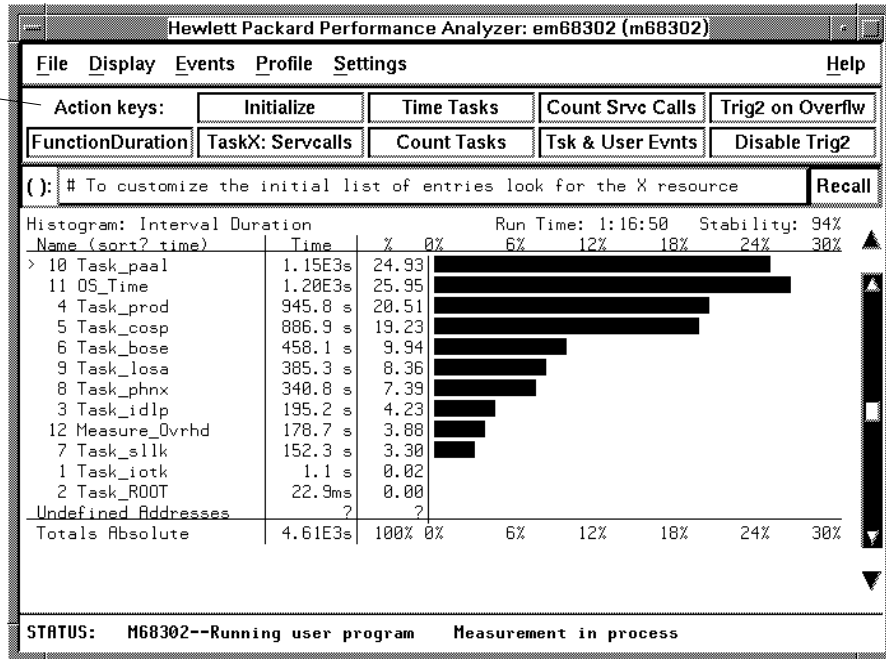 Hewlett Packard Performance Analyzer: em68302 (m68302)
File Display Events Profile Settings Help
Action keys: Initialize Time Tasks Count Srvc Calls Trig2 on Overflw
FunctionDuration TaskX: Servcalls Count Tasks Tsk & User Evnts Disable Trig2
( ): # To customize the initial list of entries look for the X resource Recall
Histogram: Interval Duration Run Time: 1:16:50 Stability: 94%
Name (sort? time) Time % 0% 6% 12% 18% 24% 30%
> 10 Task_paal 1.15E3s 24.93
11 OS_Time 1.20E3s 25.95
4 Task_prod 945.8 s 20.51
5 Task_cosp 886.9 s 19.23
6 Task_bose 458.1 s 9.94
9 Task_losa 385.3 s 8.36
8 Task_phnx 340.8 s 7.39
3 Task_idlp 195.2 s 4.23
12 Measure_Ovrhd 178.7 s 3.88
7 Task_sllk 152.3 s 3.30
1 Task_iotk 1.1 s 0.02
2 Task_ROOT 22.9ms 0.00
Undefined Addresses ? ?
Totals Absolute 4.61E3s 100% 0% 6% 12% 18% 24% 30%
STATUS: M68302--Running user program Measurement in process